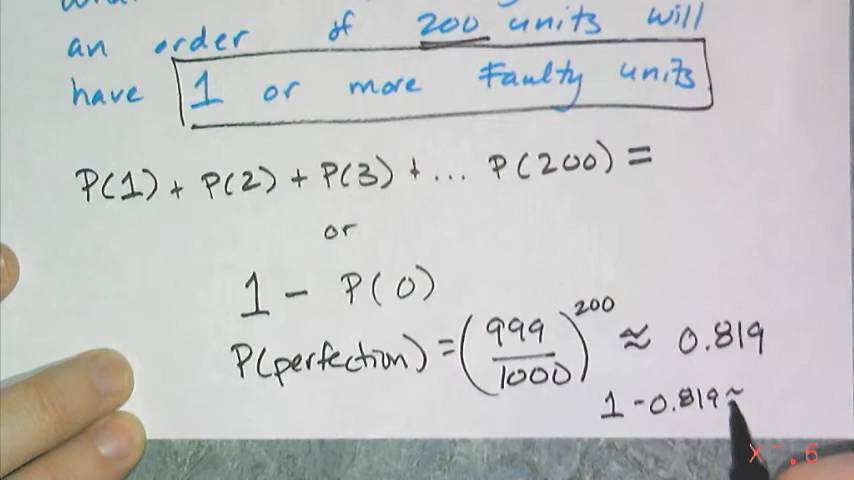 an order of 200 units will
have 1 or more Faulty units
P(1) + P(2) + P(3) + ... P(200) =
or
1 - P(0)
P(perfection) = (999/1000)^200 ≈ 0.819
1 - 0.819 ≈